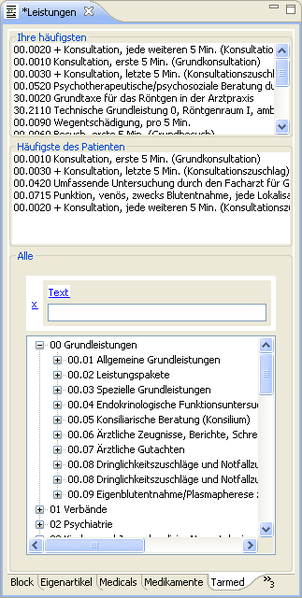 *Leistungen
Ihre häufigsten
00.0020 + Konsultation, jede weiteren 5 Min. (Konsultatio
00.0010 Konsultation, erste 5 Min. (Grundkonsultation)
00.0030 + Konsultation, letzte 5 Min. (Konsultationszuschl
00.0520 Psychotherapeutische/psychosoziale Beratung du
30.0020 Grundtaxe für das Röntgen in der Arztpraxis
30.2110 Technische Grundleistung 0, Röntgenraum I, amb
00.0090 Wegentschädigung, pro 5 Min.
00.0060 Besuch, erste 5 Min. (Grundbesuch)
Häufigste des Patienten
00.0010 Konsultation, erste 5 Min. (Grundkonsultation)
00.0030 + Konsultation, letzte 5 Min. (Konsultationszuschlag)
00.0420 Umfassende Untersuchung durch den Facharzt für G
00.0715 Punktion, venös, zwecks Blutentnahme, jede Lokalisa
00.0020 + Konsultation, jede weiteren 5 Min. (Konsultationsz
Alle
Text
x
00 Grundleistungen
00.01 Allgemeine Grundleistungen
00.02 Leistungspakete
00.03 Spezielle Grundleistungen
00.04 Endokrinologische Funktionsuntersu
00.05 Konsiliarische Beratung (Konsilium)
00.06 Ärztliche Zeugnisse, Berichte, Schre
00.07 Ärztliche Gutachten
00.08 Dringlichkeitszuschläge und Notfallzu
00.08 Dringlichkeitszuschläge und Notfallzu
00.09 Eigenblutentnahme/Plasmapherese z
01 Verbände
02 Psychiatrie
Block Eigenartikel Medicals Medikamente Tarmed »3